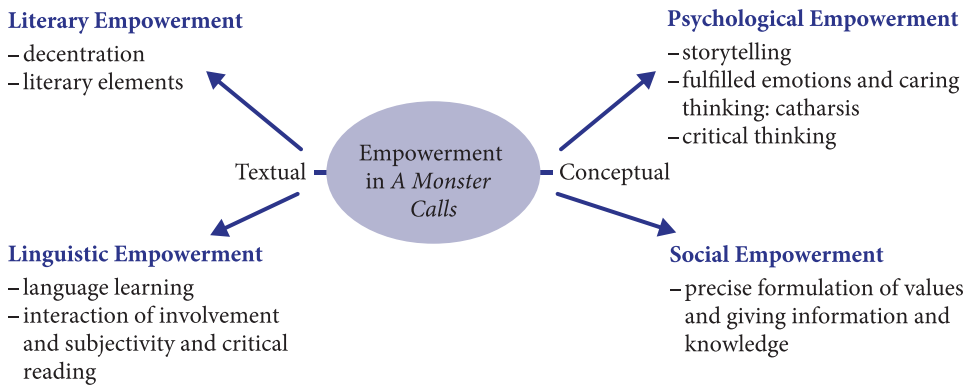 Literary Empowerment
– decentration
– literary elements
Psychological Empowerment
– storytelling
– fulfilled emotions and caring
thinking: catharsis
– critical thinking
Textual
Empowerment
in A Monster
Calls
Conceptual
Linguistic Empowerment
– language learning
– interaction of involvement
and subjectivity and critical
reading
Social Empowerment
– precise formulation of values
and giving information and
knowledge